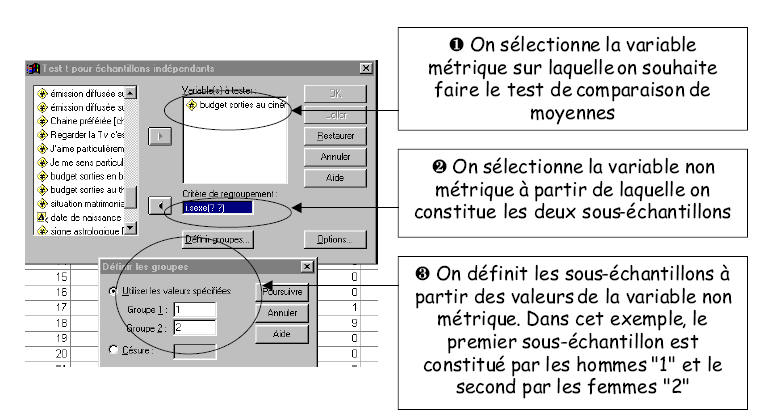 Test t pour échantillons indépendants
émission diffusée su
émission diffusée su
Chaine préférée [ch
Regarder la Tv c'es
J'aime particulièrem
Je me sens particul
budget sorties en b
budget sorties au th
situation matrimonia
date de naissance
signe astrologique [
Variable(s) à tester :
budget sorties au ciném
Critère de regroupement :
i.sexe(? ?)
Définir groupes...
OK
Coller
Restaurer
Annuler
Aide
Options...
❶ On sélectionne la variable
métrique sur laquelle on souhaite
faire le test de comparaison de
moyennes
❷ On sélectionne la variable non
métrique à partir de laquelle on
constitue les deux sous-échantillons
❸ On définit les sous-échantillons à
partir des valeurs de la variable non
métrique. Dans cet exemple, le
premier sous-échantillon est
constitué par les hommes "1" et le
second par les femmes "2"
Définir les groupes
Utiliser les valeurs spécifiées
Groupe 1 : 1
Groupe 2 : 2
Césure :
Poursuivre
Annuler
Aide
15 0
16 0
17 1
18 9
19 0
20 0